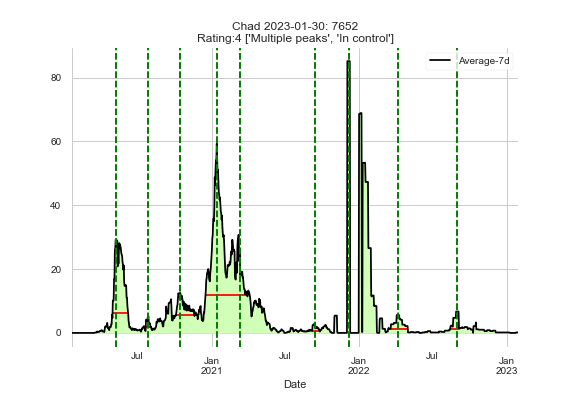 Chad 2023-01-30: 7652
Rating:4 ['Multiple peaks', 'In control']
Average-7d
80
60
40
20
0
Jul
Jan
2021
Jul
Jan
2022
Jul
Jan
2023
Date